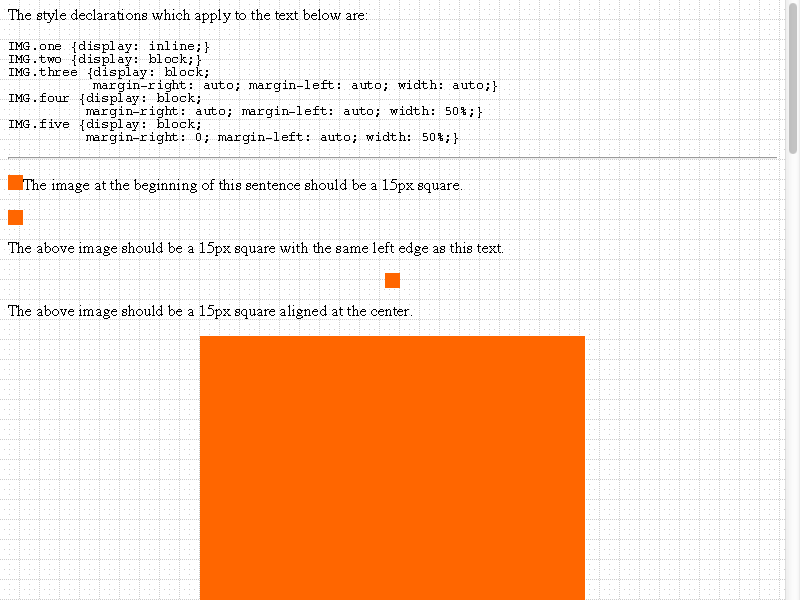 The style declarations which apply to the text below are:
IMG.one {display: inline;}
IMG.two {display: block;}
IMG.three {display: block;
margin-right: auto; margin-left: auto; width: auto;}
IMG.four {display: block;
margin-right: auto; margin-left: auto; width: 50%;}
IMG.five {display: block;
margin-right: 0; margin-left: auto; width: 50%;}
The image at the beginning of this sentence should be a 15px square.
The above image should be a 15px square with the same left edge as this text.
The above image should be a 15px square aligned at the center.